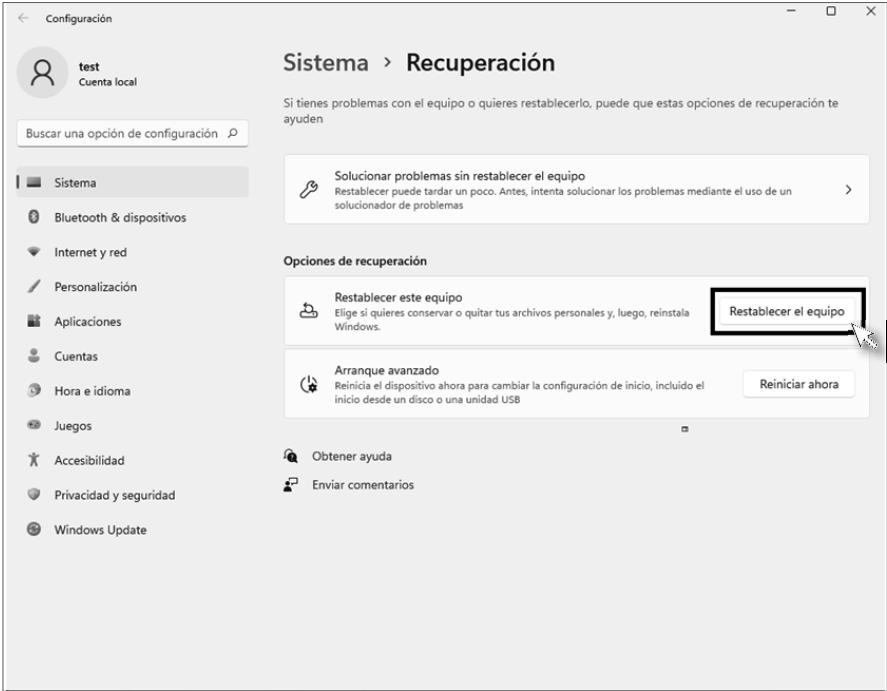 Configuración
test
Cuenta local
Buscar una opción de configuración
Sistema
Bluetooth & dispositivos
Internet y red
Personalización
Aplicaciones
Cuentas
Hora e idioma
Juegos
Accesibilidad
Privacidad y seguridad
Windows Update
Sistema > Recuperación
Si tienes problemas con el equipo o quieres restablecerlo, puede que estas opciones de recuperación te
ayuden
Solucionar problemas sin restablecer el equipo
Restablecer puede tardar un poco. Antes, intenta solucionar los problemas mediante el uso de un
solucionador de problemas
Opciones de recuperación
Restablecer este equipo
Elige si quieres conservar o quitar tus archivos personales y, luego, reinstala
Windows.
Restablecer el equipo
Arranque avanzado
Reinicia el dispositivo ahora para cambiar la configuración de inicio, incluido el
inicio desde un disco o una unidad USB
Reiniciar ahora
Obtener ayuda
Enviar comentarios